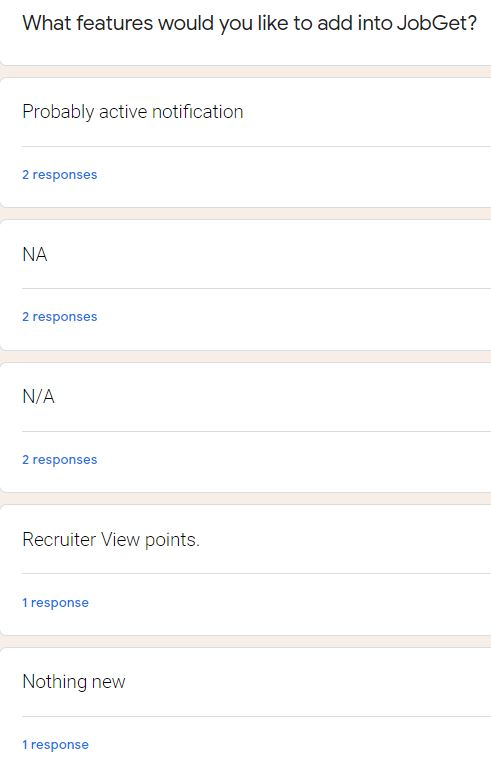 What features would you like to add into JobGet?
Probably active notification
2 responses
NA
2 responses
N/A
2 responses
Recruiter View points.
1 response
Nothing new
1 response